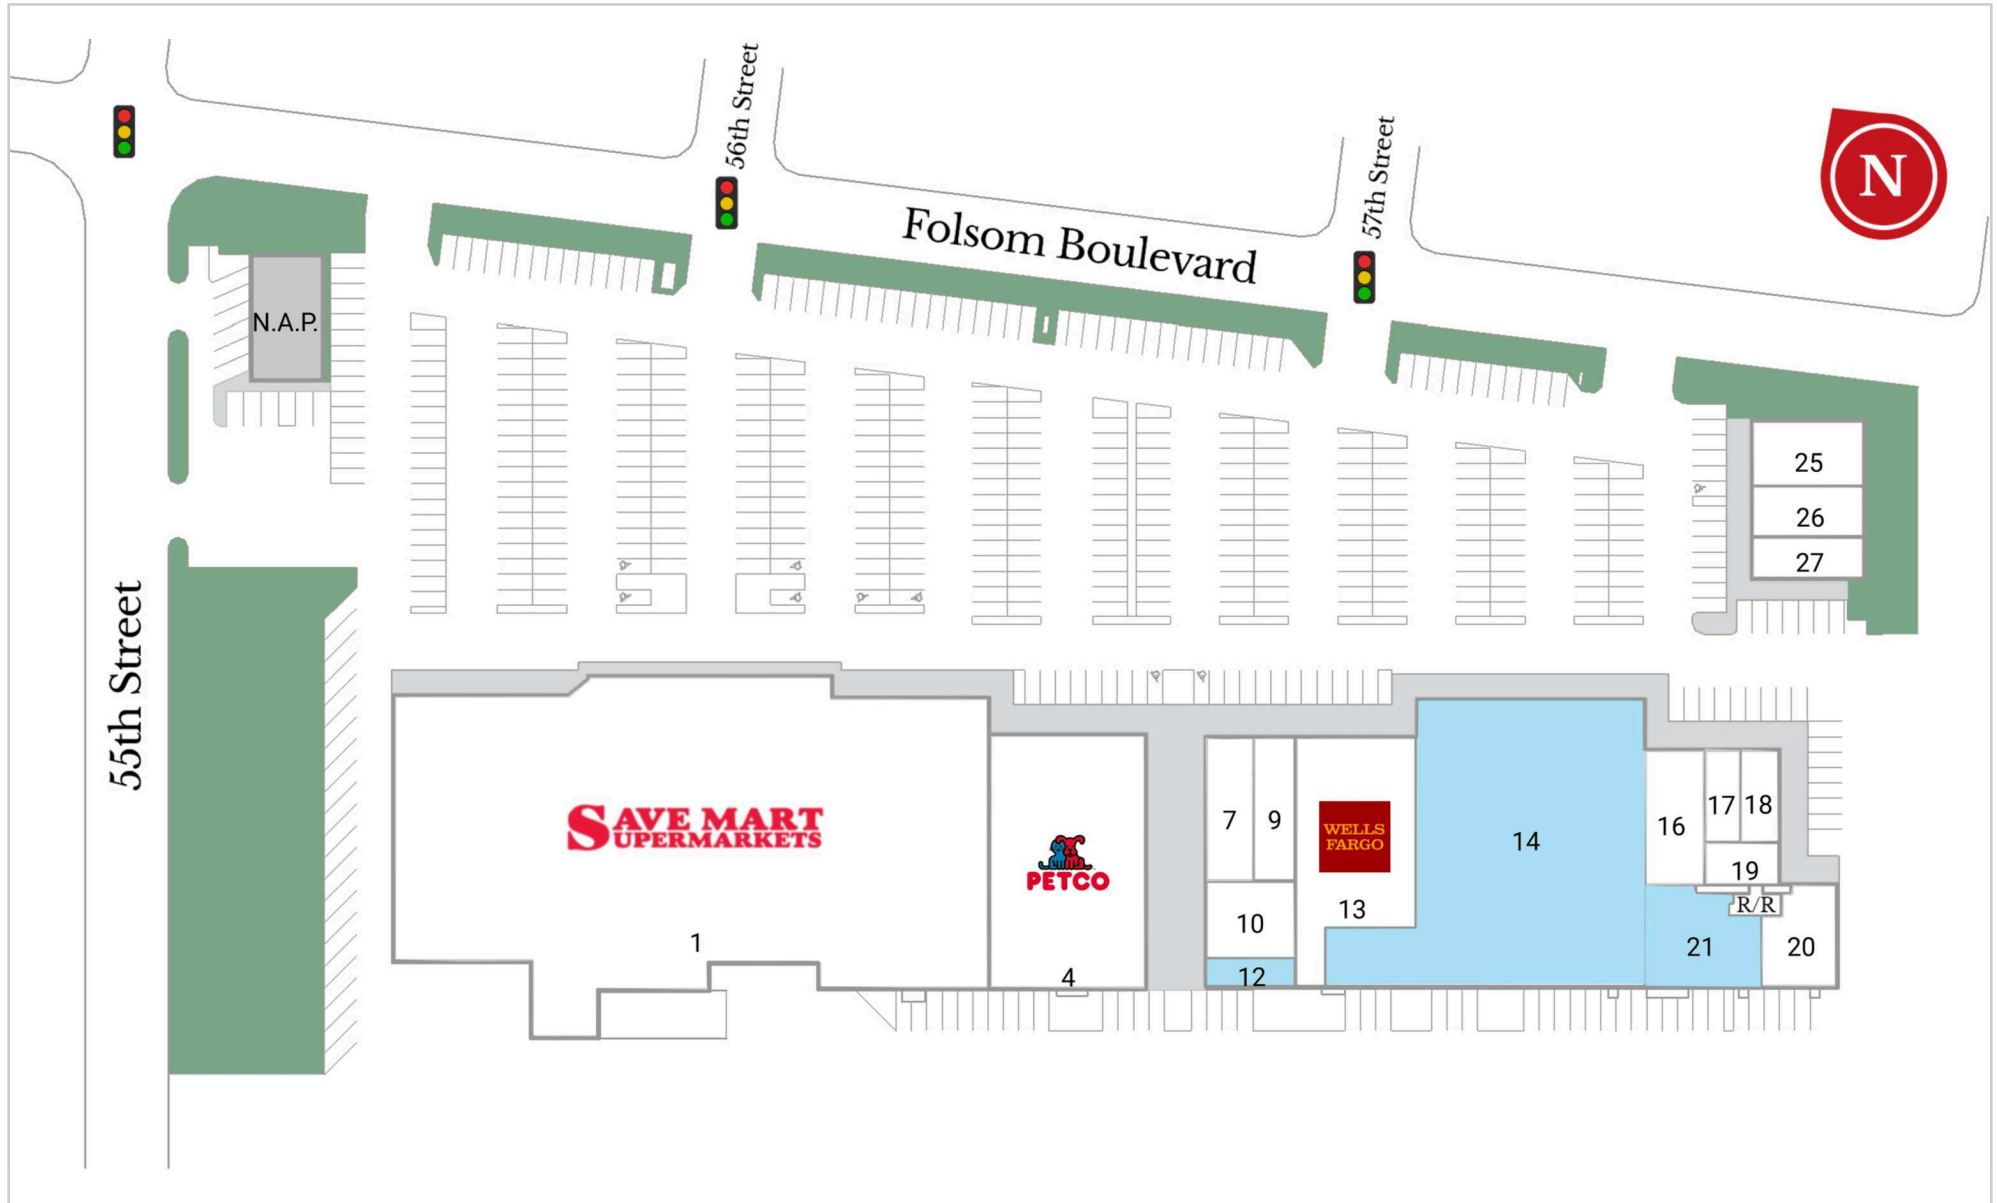 56th Street
57th Street
N
Folsom Boulevard
N.A.P.
25
26
27
55th Street
SAVE MART
SUPERMARKETS
PETCO
WELLS
FARGO
1
4
7
9
10
12
13
14
16
17
18
19
R/R
20
21